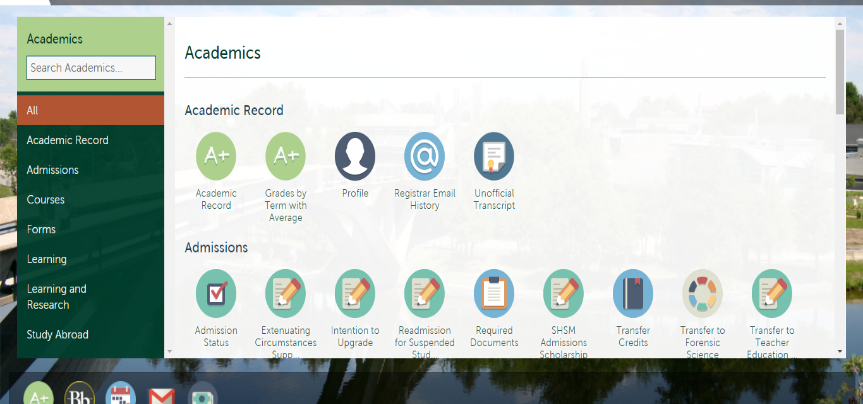 Academics
Search Academics...
All
Academic Record
Admissions
Courses
Forms
Learning
Learning and
Research
Study Abroad
Academics
Academic Record
A+
A+
@
Academic
Record
Grades by
Term with
Average
Profile
Registrar Email
History
Unofficial
Transcript
Admissions
Admission
Status
Extenuating
Circumstances
Supp...
Intention to
Upgrade
Readmission
for Suspended
Stud...
Required
Documents
SHSM
Admissions
Scholarship
Transfer
Credits
Transfer to
Forensic
Science
Transfer to
Teacher
Education ...
A+
Bb